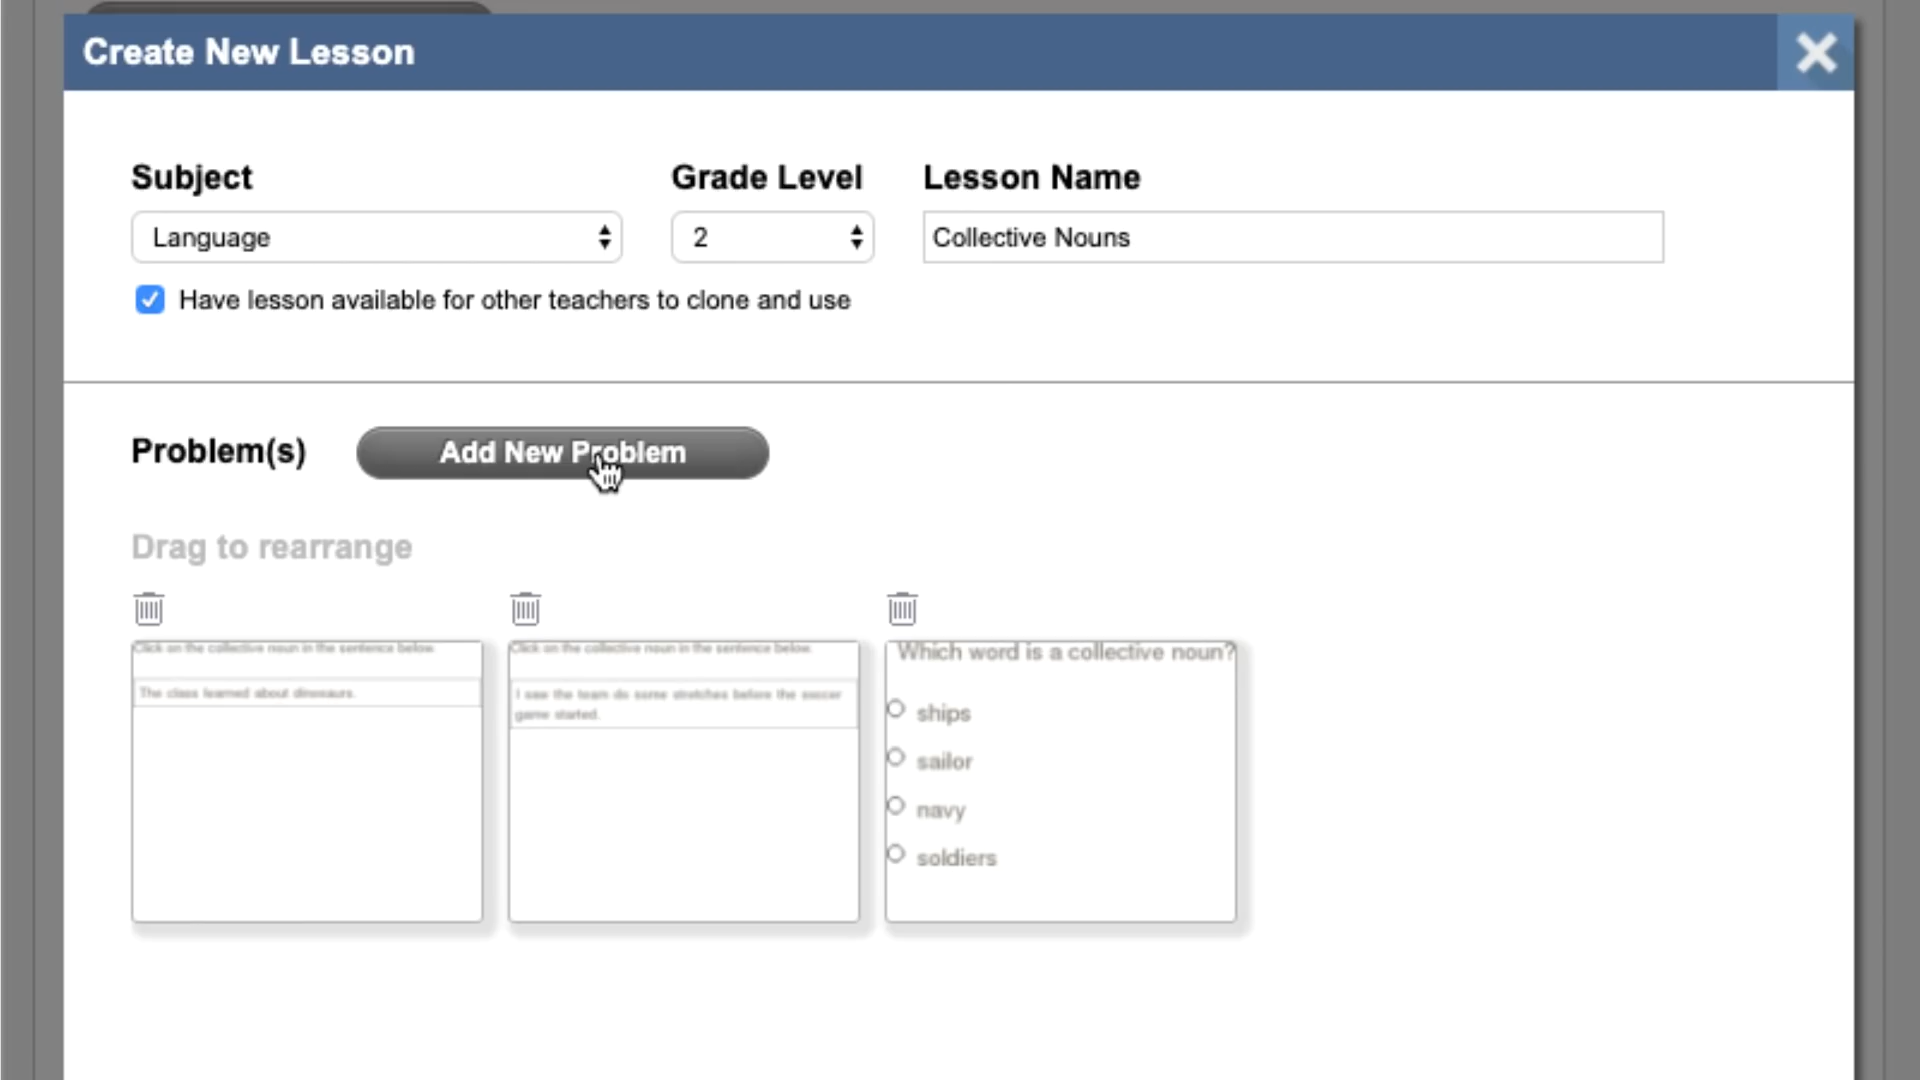 Create New Lesson
Subject
Grade Level
Lesson Name
Language
2
Collective Nouns
Have lesson available for other teachers to clone and use
Problem(s)
Add New Problem
Drag to rearrange
Click on the collective noun in the sentence below.
The class learned about dinosaurs.
Click on the collective noun in the sentence below.
I saw the team do some stretches before the soccer
game started.
Which word is a collective noun?
ships
sailor
navy
soldiers